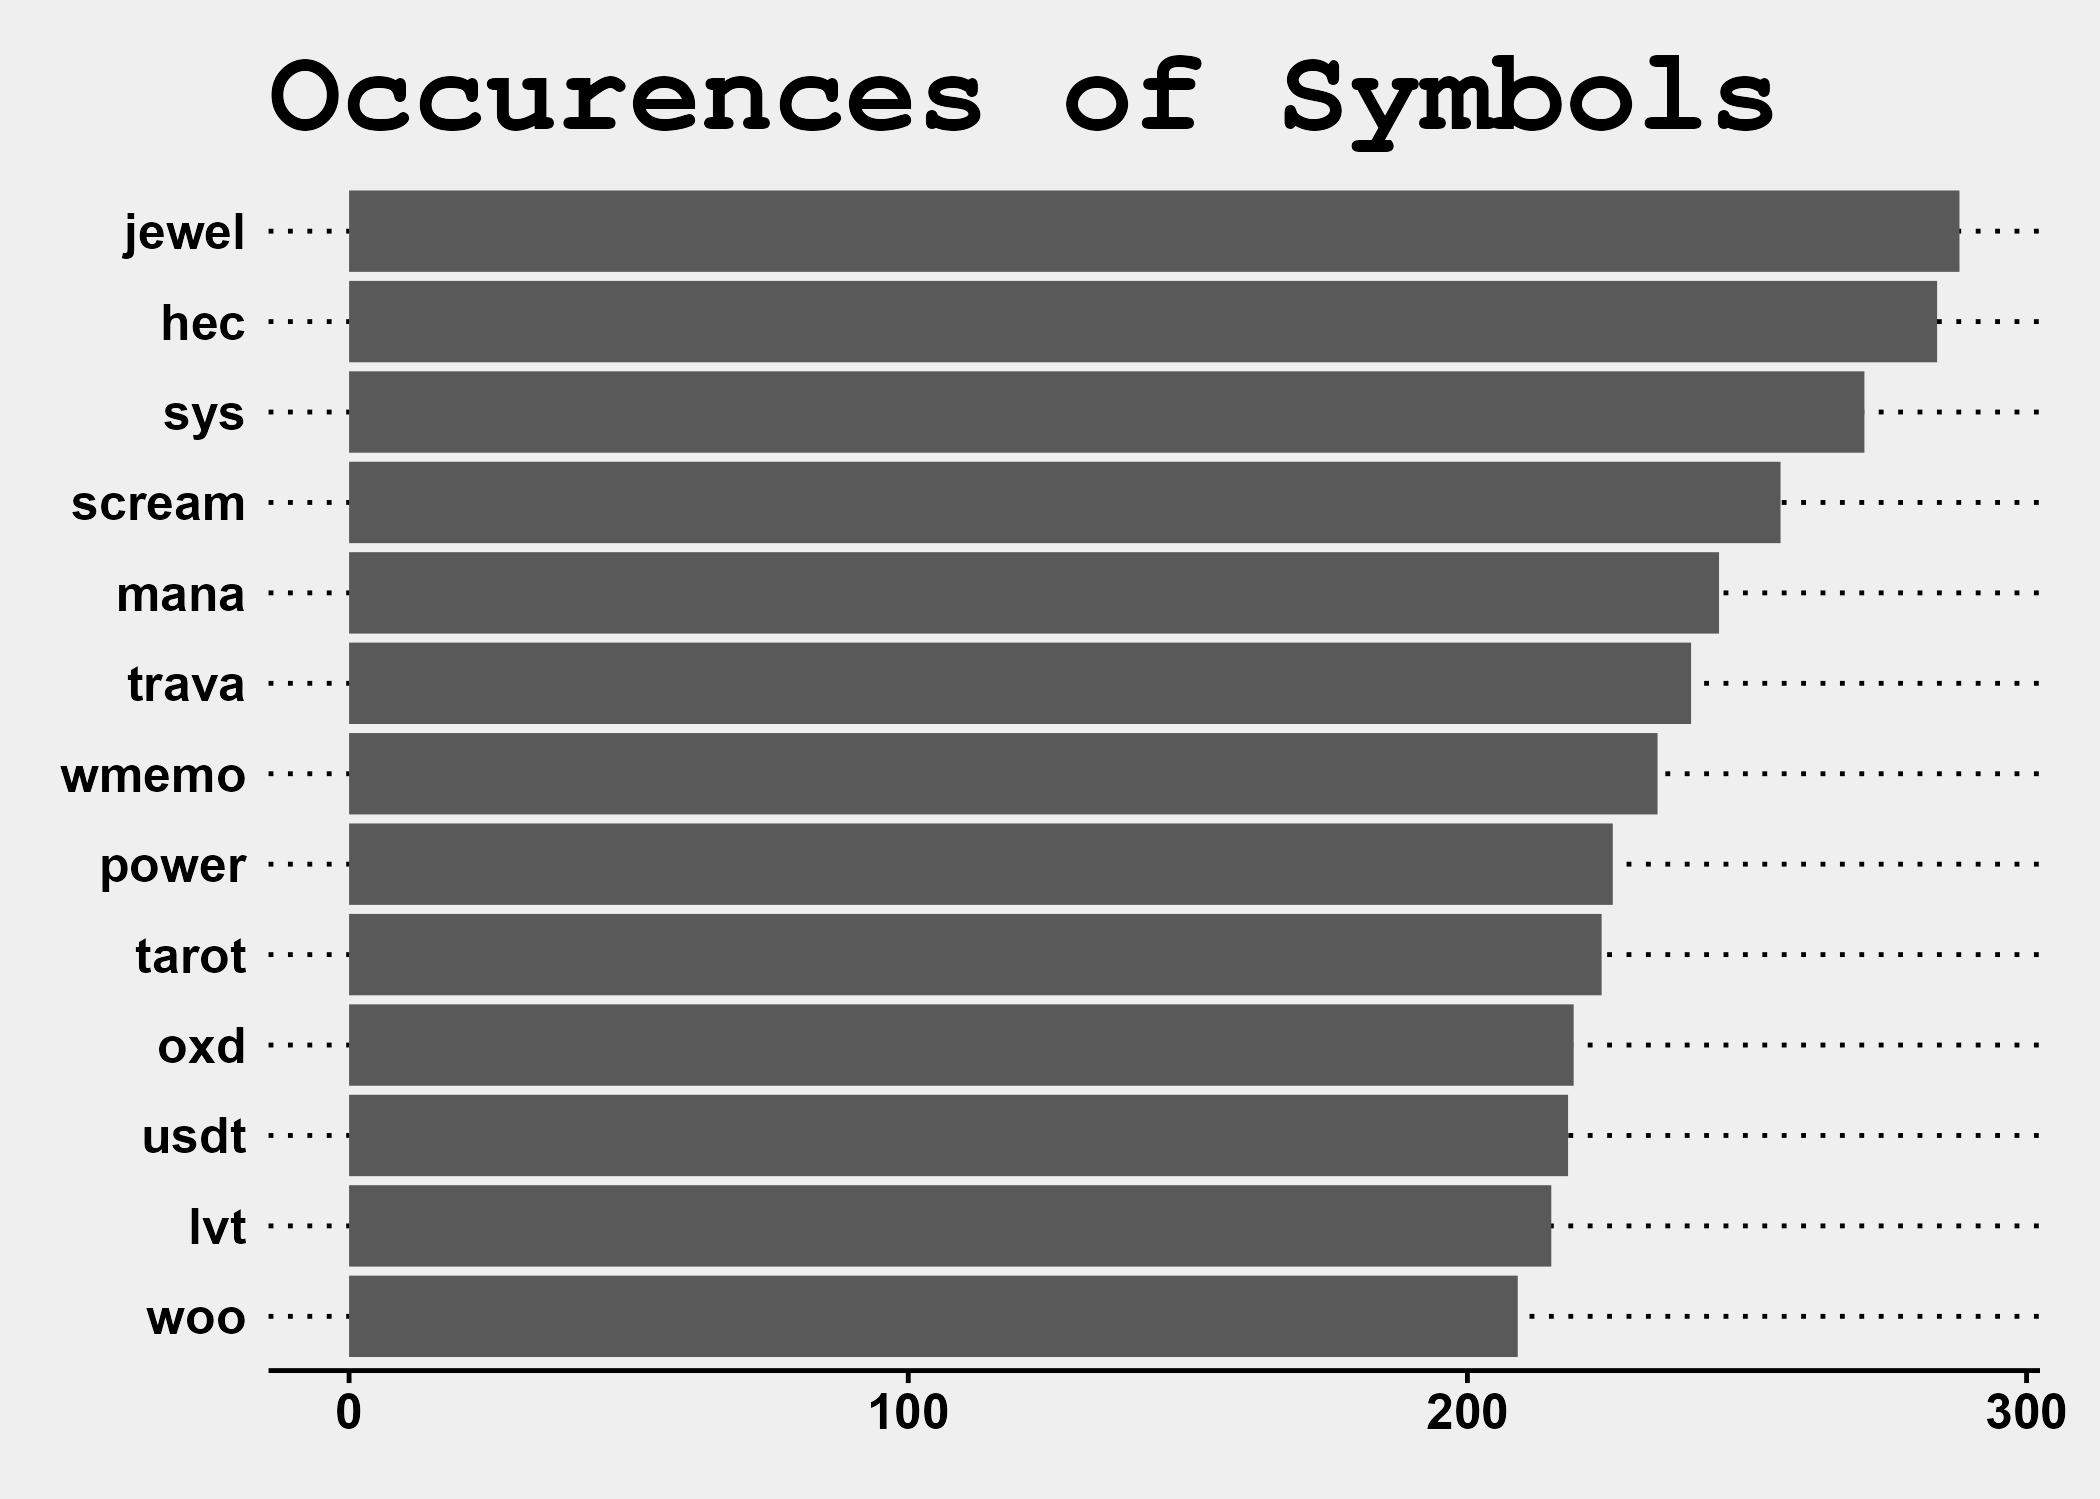 Occurences of Symbols
jewel
hec
sys
scream
mana
trava
wmemo
power
tarot
oxd
usdt
lvt
woo
0 100 200 300